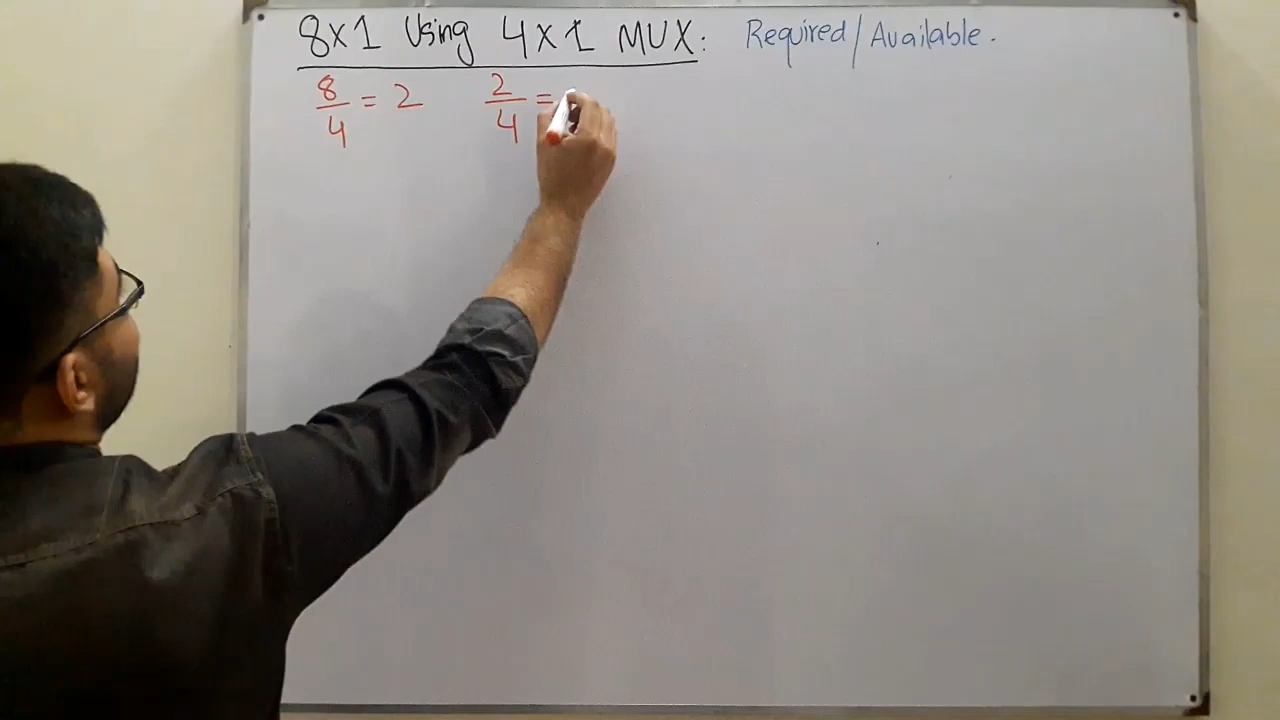 8x1 Using 4x1 MUX: Required/Available.
8/4 = 2 2/4 =